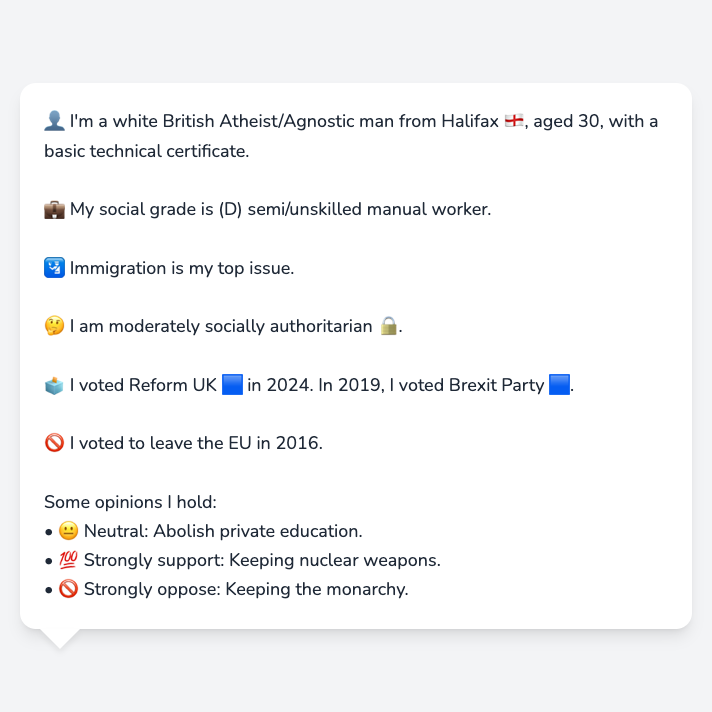 👤 I'm a white British Atheist/Agnostic man from Halifax 🏴󠁧󠁢󠁥󠁮󠁧󠁿, aged 30, with a
basic technical certificate.
💼 My social grade is (D) semi/unskilled manual worker.
🛂 Immigration is my top issue.
🤔 I am moderately socially authoritarian 🔒.
🗳️ I voted Reform UK 🟦 in 2024. In 2019, I voted Brexit Party 🟦.
🚫 I voted to leave the EU in 2016.
Some opinions I hold:
• 😐 Neutral: Abolish private education.
• 💯 Strongly support: Keeping nuclear weapons.
• 🚫 Strongly oppose: Keeping the monarchy.